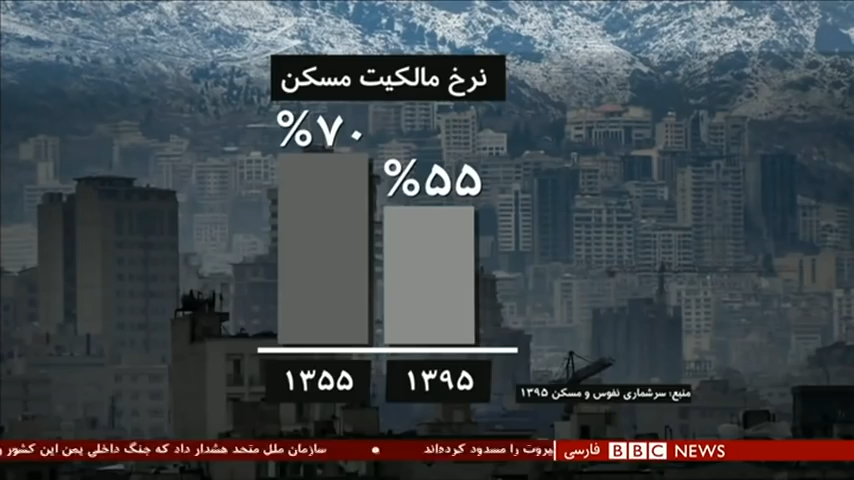 نرخ مالکیت مسکن
%۷۰
%۵۵
۱۳۵۵
۱۳۹۵
منبع: سرشماری نفوس و مسکن ۱۳۹۵
BBC NEWS فارسی
بیروت را مسدود کرده‌اند • سازمان ملل متحد هشدار داد که جنگ داخلی یمن این کشور